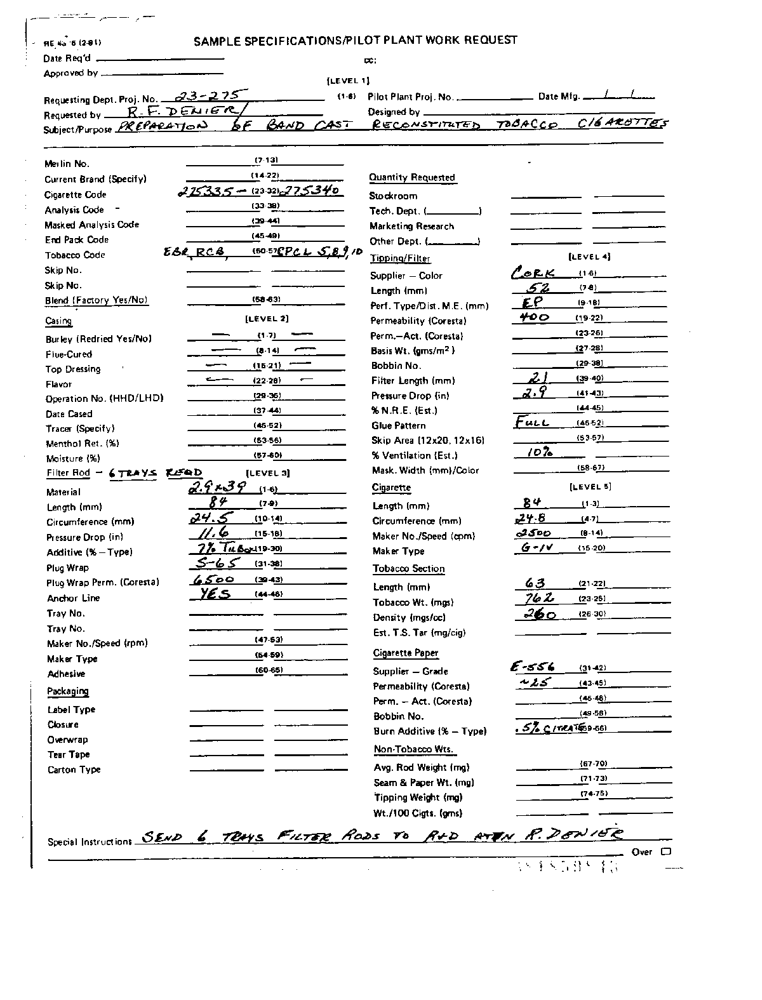 RE 4a 6 (2-81)
SAMPLE SPECIFICATIONS/PILOT PLANT WORK REQUEST
Date Req'd
cc:
Approved by
[LEVEL 1]
Requesting Dept. Proj. No. 23-275 (1-6) Pilot Plant Proj. No. Date Mfg. / /
Requested by R.F. DENIER/ Designed by
Subject/Purpose PREPARATION OF BAND CAST RECONSTITUTED TOBACCO CIGARETTES
Merlin No. (7-13)
Current Brand (Specify) (14-22)
Cigarette Code 275335 - (23-32) 275340
Analysis Code - (33-38)
Masked Analysis Code (39-44)
End Pack Code (45-49)
Tobacco Code EBR, RCB, (50-57) CPCL 5,8,9,10
Skip No.
Skip No.
Blend (Factory Yes/No) (58-63)
Casing [LEVEL 2]
Burley (Redried Yes/No) — (1-7) —
Flue-Cured — (8-14) —
Top Dressing — (15-21) —
Flavor — (22-28) —
Operation No. (HHD/LHD) (29-36)
Date Cased (37-44)
Tracer (Specify) (45-52)
Menthol Ret. (%) (53-56)
Moisture (%) (57-60)
Filter Rod - 6 TRAYS REQD [LEVEL 3]
Material 2.9x39 (1-6)
Length (mm) 84 (7-9)
Circumference (mm) 24.5 (10-14)
Pressure Drop (in) 11.6 (15-18)
Additive (% – Type) 7% (19-30)
Plug Wrap S-65 (31-38)
Plug Wrap Perm. (Coresta) 6500 (39-43)
Anchor Line YES (44-46)
Tray No.
Tray No.
Maker No./Speed (rpm) (47-53)
Maker Type (54-59)
Adhesive (60-65)
Packaging
Label Type
Closure
Overwrap
Tear Tape
Carton Type
Quantity Requested
Stockroom
Tech. Dept. ( )
Marketing Research
Other Dept. ( )
Tipping/Filter [LEVEL 4]
Supplier – Color CORK (1-6)
Length (mm) 52 (7-8)
Perf. Type/Dist. M.E. (mm) EP (9-18)
Permeability (Coresta) 400 (19-22)
Perm.–Act. (Coresta) (23-26)
Basis Wt. (gms/m²) (27-28)
Bobbin No. (29-38)
Filter Length (mm) 21 (39-40)
Pressure Drop (in) 2.9 (41-43)
% N.R.E. (Est.) (44-45)
Glue Pattern FULL (46-52)
Skip Area (12x20, 12x16) (53-57)
% Ventilation (Est.) 10%
Mask. Width (mm)/Color (58-67)
Cigarette [LEVEL 5]
Length (mm) 84 (1-3)
Circumference (mm) 24.8 (4-7)
Maker No./Speed (cpm) 2500 (8-14)
Maker Type G-IV (15-20)
Tobacco Section
Length (mm) 63 (21-22)
Tobacco Wt. (mgs) 762 (23-25)
Density (mgs/cc) 260 (26-30)
Est. T.S. Tar (mg/cig)
Cigarette Paper
Supplier – Grade E-556 (31-42)
Permeability (Coresta) ~25 (43-45)
Perm. – Act. (Coresta) (46-48)
Bobbin No. (49-58)
Burn Additive (% – Type) .5% CITRATE (59-66)
Non-Tobacco Wts.
Avg. Rod Weight (mg) (67-70)
Seam & Paper Wt. (mg) (71-73)
Tipping Weight (mg) (74-75)
Wt./100 Cigts. (gms)
Special Instructions SEND 6 TRAYS FILTER RODS TO R&D ATTN R. DENIER
Over ☐